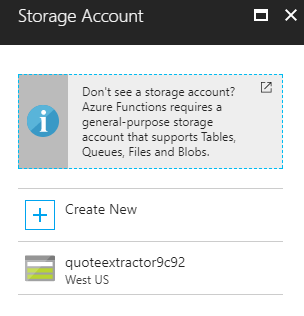 Storage Account
Don't see a storage account?
Azure Functions requires a
general-purpose storage
account that supports Tables,
Queues, Files and Blobs.
Create New
quoteextractor9c92
West US